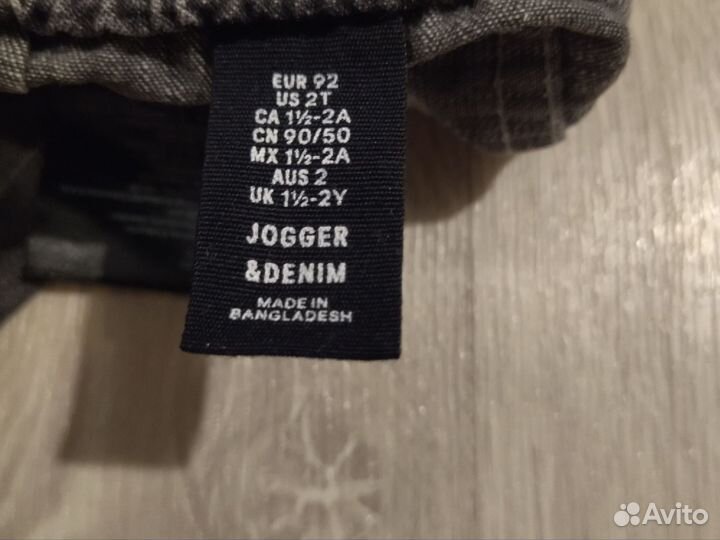 EUR 92
US 2T
CA 1½-2A
CN 90/50
MX 1½-2A
AUS 2
UK 1½-2Y
JOGGER
&DENIM
MADE IN
BANGLADESH
Avito